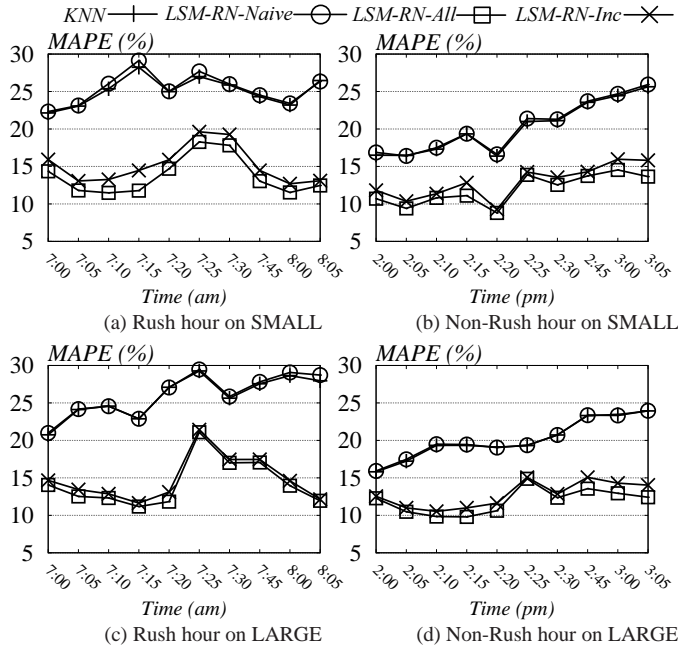 KNN LSM-RN-Naive LSM-RN-All LSM-RN-Inc
MAPE (%) MAPE (%)
30 30
25 25
20 20
15 15
10 10
5 5
7:00 7:05 7:10 7:15 7:20 7:25 7:30 7:45 8:00 8:05 2:00 2:05 2:10 2:15 2:20 2:25 2:30 2:45 3:00 3:05
Time (am) Time (pm)
(a) Rush hour on SMALL (b) Non-Rush hour on SMALL
MAPE (%) MAPE (%)
30 30
25 25
20 20
15 15
10 10
5 5
7:00 7:05 7:10 7:15 7:20 7:25 7:30 7:45 8:00 8:05 2:00 2:05 2:10 2:15 2:20 2:25 2:30 2:45 3:00 3:05
Time (am) Time (pm)
(c) Rush hour on LARGE (d) Non-Rush hour on LARGE